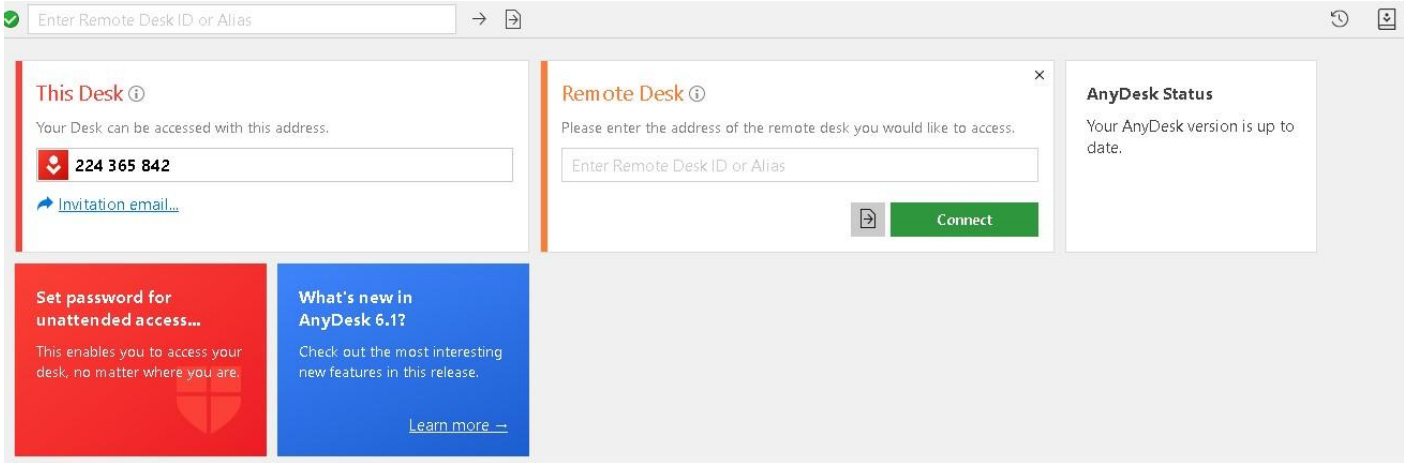 Enter Remote Desk ID or Alias
This Desk
Your Desk can be accessed with this address.
224 365 842
Invitation email...
Remote Desk
Please enter the address of the remote desk you would like to access.
Enter Remote Desk ID or Alias
Connect
AnyDesk Status
Your AnyDesk version is up to
date.
Set password for
unattended access...
This enables you to access your
desk, no matter where you are.
What's new in
AnyDesk 6.1?
Check out the most interesting
new features in this release.
Learn more →